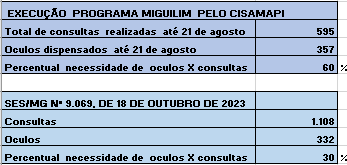 EXECUÇÃO PROGRAMA MIGUILIM PELO CISAMAPI
Total de consultas realizadas até 21 de agosto 595
Oculos dispensados até 21 de agosto 357
Percentual necessidade de oculos X consultas 60 %
SES/MG Nº 9.069, DE 18 DE OUTUBRO DE 2023
Consultas 1.108
Oculos 332
Percentual necessidade de oculos X consultas 30 %